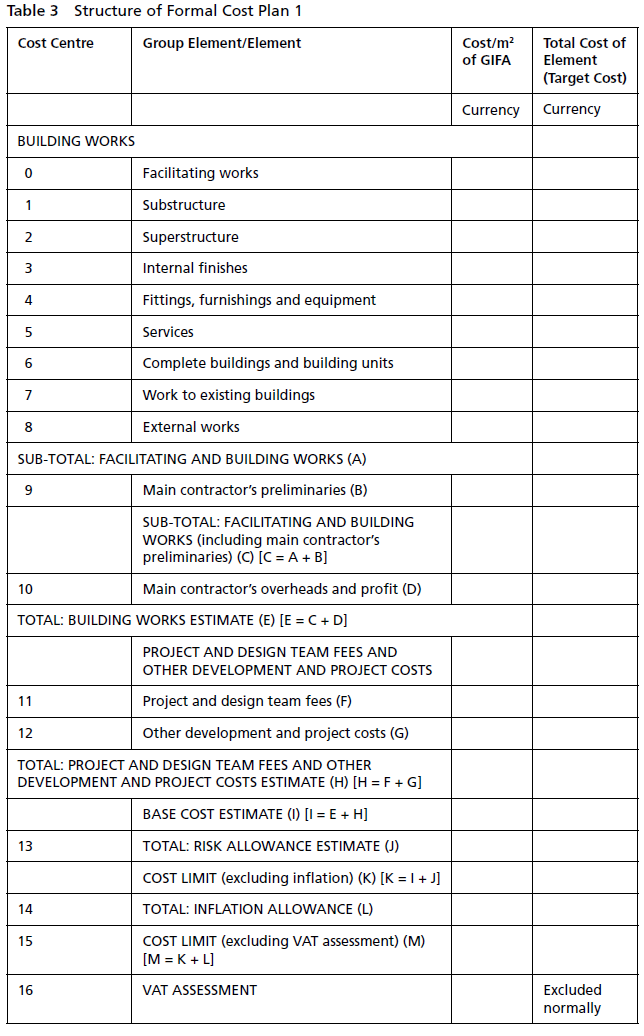 Table 3 Structure of Formal Cost Plan 1
Cost Centre Group Element/Element Cost/m² of GIFA Total Cost of Element (Target Cost)
Currency Currency
BUILDING WORKS
0 Facilitating works
1 Substructure
2 Superstructure
3 Internal finishes
4 Fittings, furnishings and equipment
5 Services
6 Complete buildings and building units
7 Work to existing buildings
8 External works
SUB-TOTAL: FACILITATING AND BUILDING WORKS (A)
9 Main contractor’s preliminaries (B)
SUB-TOTAL: FACILITATING AND BUILDING
WORKS (including main contractor’s
preliminaries) (C) [C = A + B]
10 Main contractor’s overheads and profit (D)
TOTAL: BUILDING WORKS ESTIMATE (E) [E = C + D]
PROJECT AND DESIGN TEAM FEES AND
OTHER DEVELOPMENT AND PROJECT COSTS
11 Project and design team fees (F)
12 Other development and project costs (G)
TOTAL: PROJECT AND DESIGN TEAM FEES AND OTHER
DEVELOPMENT AND PROJECT COSTS ESTIMATE (H) [H = F + G]
BASE COST ESTIMATE (I) [I = E + H]
13 TOTAL: RISK ALLOWANCE ESTIMATE (J)
COST LIMIT (excluding inflation) (K) [K = I + J]
14 TOTAL: INFLATION ALLOWANCE (L)
15 COST LIMIT (excluding VAT assessment) (M)
[M = K + L]
16 VAT ASSESSMENT Excluded
normally